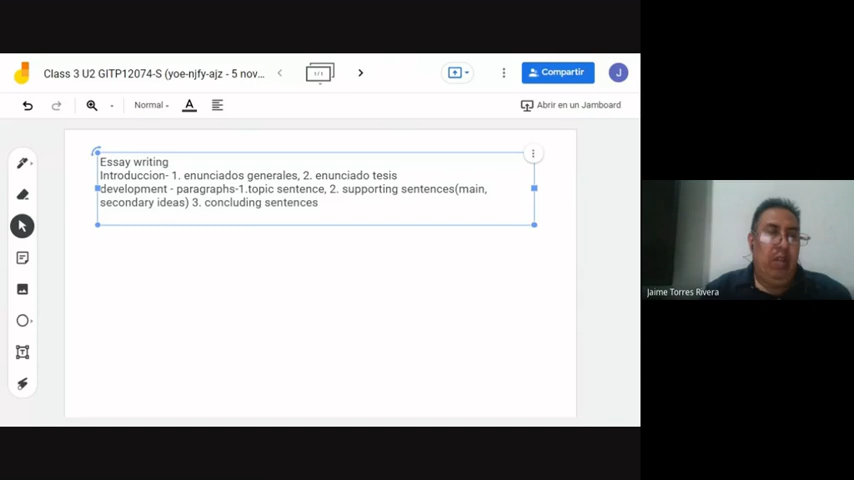 Class 3 U2 GITP12074-S (yoe-njfy-ajz - 5 nov...
1/1
Compartir
J
Normal
A
Abrir en un Jamboard
Essay writing
Introduccion- 1. enunciados generales, 2. enunciado tesis
development - paragraphs-1.topic sentence, 2. supporting sentences(main,
secondary ideas) 3. concluding sentences
Jaime Torres Rivera